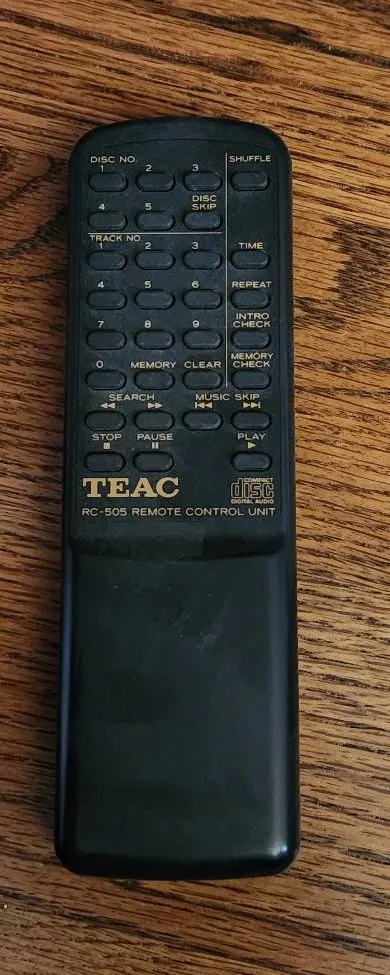 DISC NO. SHUFFLE
1 2 3
DISC
4 5 SKIP
TRACK NO.
1 2 3 TIME
4 5 6 REPEAT
INTRO
7 8 9 CHECK
MEMORY
0 MEMORY CLEAR CHECK
SEARCH MUSIC SKIP
◀◀ ▶▶ |◀◀ ▶▶|
STOP PAUSE PLAY
■ ▮▮ ▶
TEAC COMPACT
disc
DIGITAL AUDIO
RC-505 REMOTE CONTROL UNIT